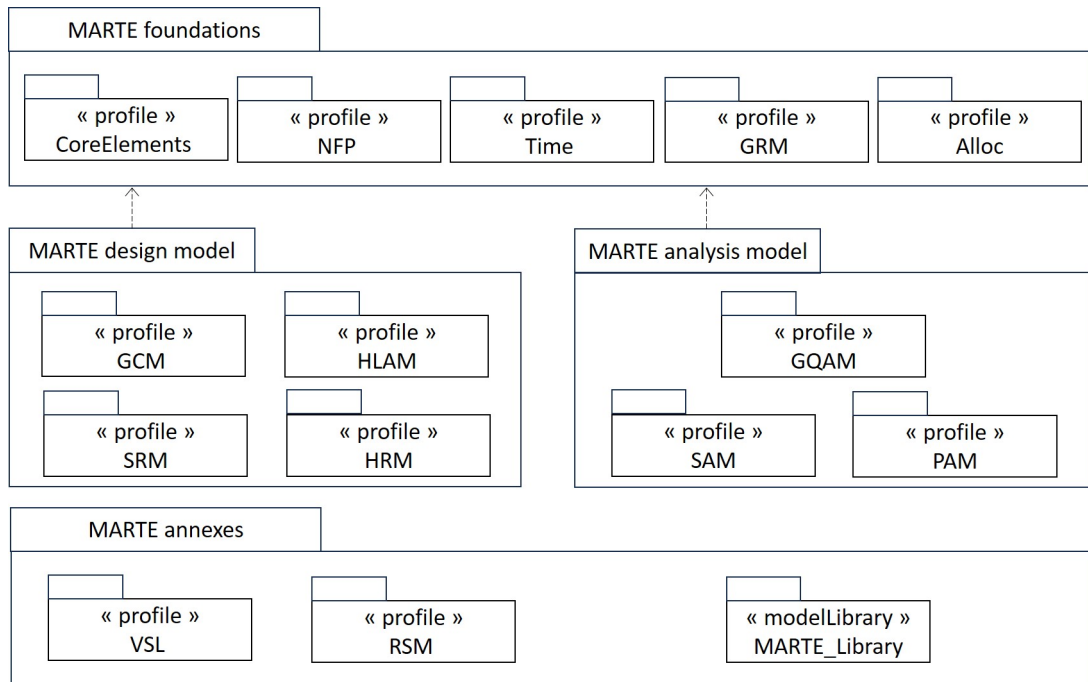 MARTE foundations
« profile »
CoreElements
« profile »
NFP
« profile »
Time
« profile »
GRM
« profile »
Alloc
MARTE design model
« profile »
GCM
« profile »
HLAM
« profile »
SRM
« profile »
HRM
MARTE analysis model
« profile »
GQAM
« profile »
SAM
« profile »
PAM
MARTE annexes
« profile »
VSL
« profile »
RSM
« modelLibrary »
MARTE_Library